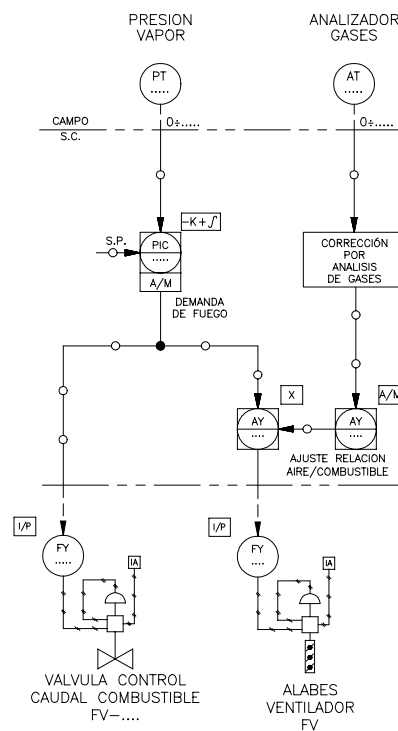 PRESION
VAPOR
ANALIZADOR
GASES
PT
.....
AT
.....
CAMPO
S.C.
0÷.....
0÷.....
-K+∫
S.P.
PIC
.....
A/M
CORRECCIÓN
POR
ANALISIS
DE GASES
DEMANDA
DE FUEGO
X
A/M
AY
....
AY
....
AJUSTE RELACION
AIRE/COMBUSTIBLE
I/P
I/P
FY
.....
FY
....
IA
IA
VALVULA CONTROL
CAUDAL COMBUSTIBLE
FV-....
ALABES
VENTILADOR
FV